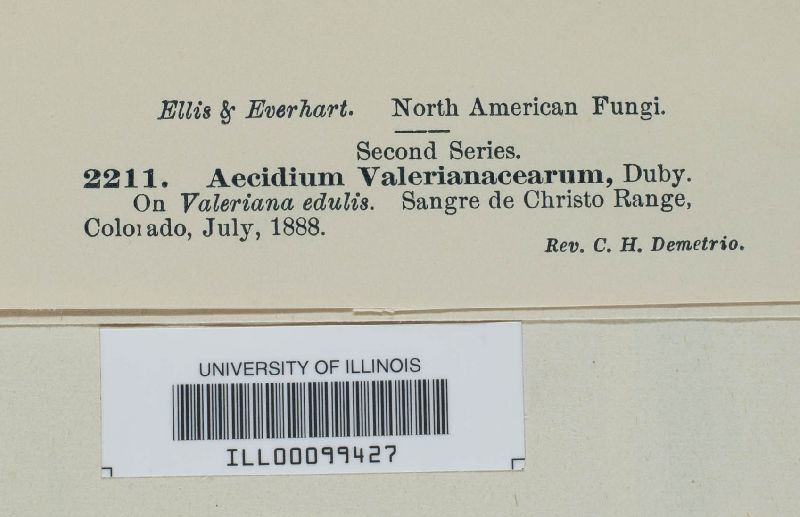 Ellis & Everhart. North American Fungi.
Second Series.
2211. Aecidium Valerianacearum, Duby.
On Valeriana edulis. Sangre de Christo Range,
Colorado, July, 1888.
Rev. C. H. Demetrio.
UNIVERSITY OF ILLINOIS
ILL00099427